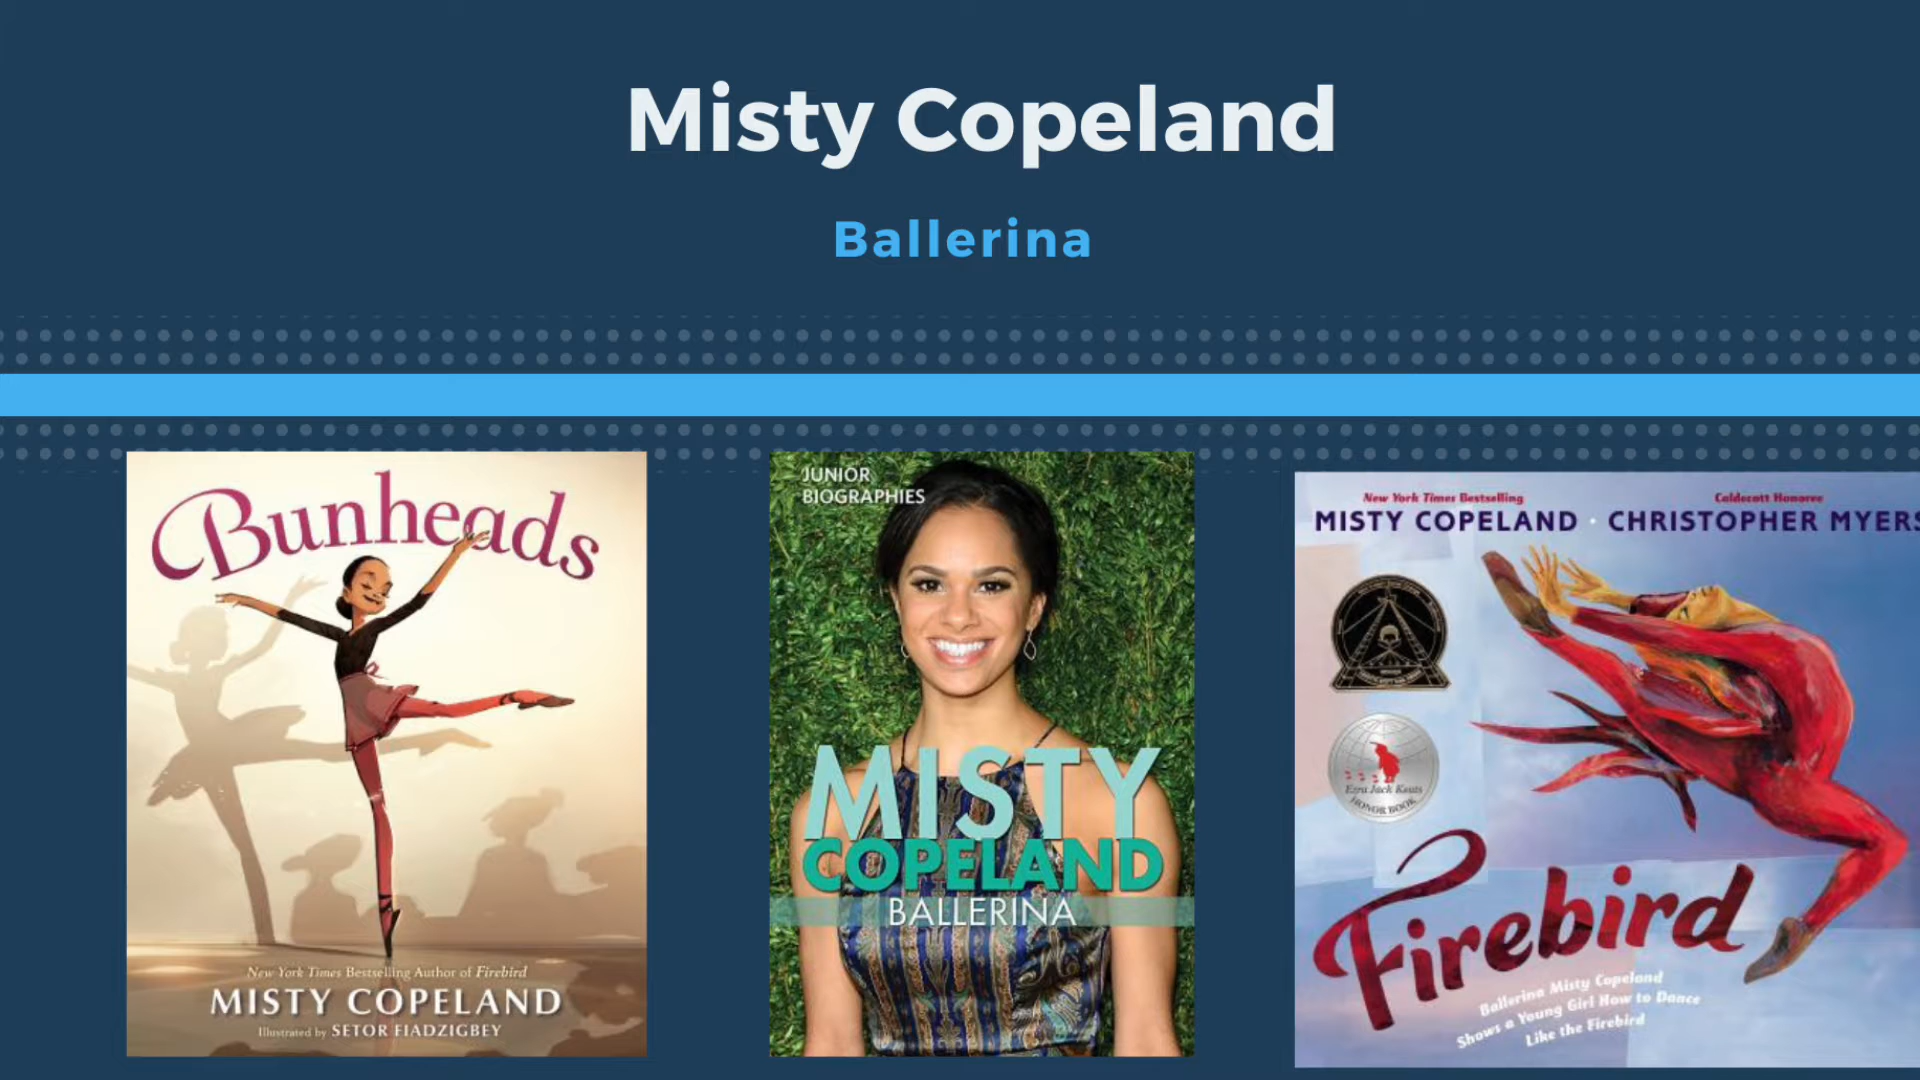 Misty Copeland
Ballerina
Bunheads
New York Times Bestselling Author of Firebird
MISTY COPELAND
Illustrated by SETOR FIADZIGBEY
JUNIOR
BIOGRAPHIES
MISTY
COPELAND
BALLERINA
New York Times Bestselling
Caldecott Honoree
MISTY COPELAND · CHRISTOPHER MYERS
Ezra Jack Keats
HONOR BOOK
Firebird
Ballerina Misty Copeland
Shows a Young Girl How to Dance
Like the Firebird